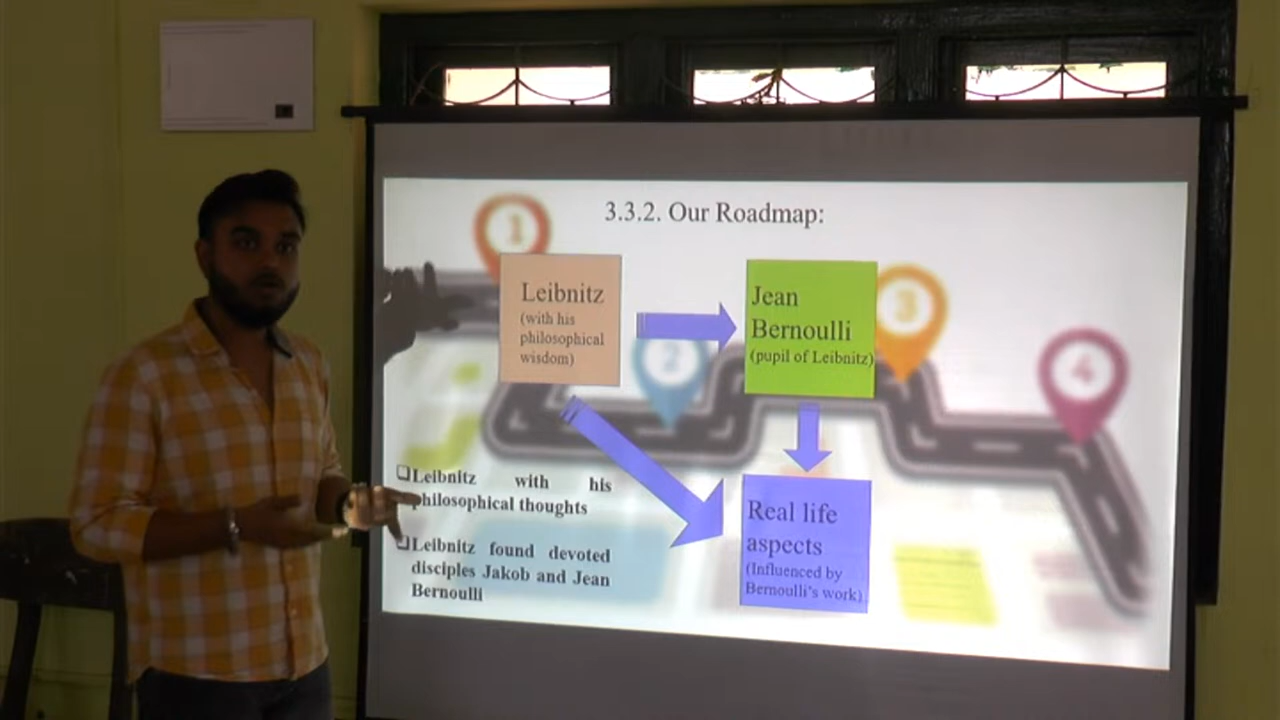 3.3.2. Our Roadmap:
1
Leibnitz
(with his
philosophical
wisdom)
Jean
Bernoulli
(pupil of Leibnitz)
2
3
4
❑Leibnitz with his
philosophical thoughts
❑Leibnitz found devoted
disciples Jakob and Jean
Bernoulli
Real life
aspects
(Influenced by
Bernoulli's work)